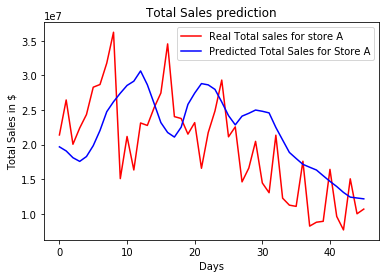 Total Sales prediction
1e7
Real Total sales for store A
Predicted Total Sales for Store A
3.5
3.0
2.5
2.0
1.5
1.0
Total Sales in $
0
10
20
30
40
Days